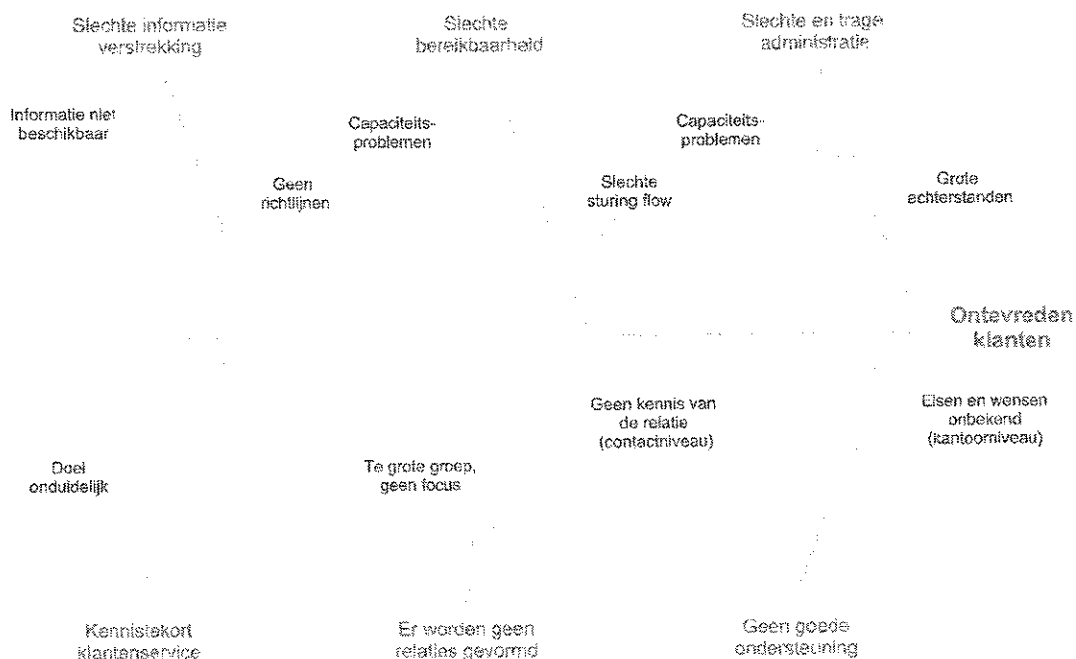 Slechte informatie
verstrekking
Slechte
bereikbaarheid
Slechte en trage
administratie
Informatie niet
beschikbaar
Capaciteits-
problemen
Capaciteits-
problemen
Geen
richtlijnen
Slechte
sturing flow
Grote
achterstanden
Ontevreden
klanten
Geen kennis van
de relatie
(contactniveau)
Eisen en wensen
onbekend
(kantoorniveau)
Doel
onduidelijk
Te grote groep,
geen focus
Kennistekort
klantenservice
Er worden geen
relaties gevormd
Geen goede
ondersteuning